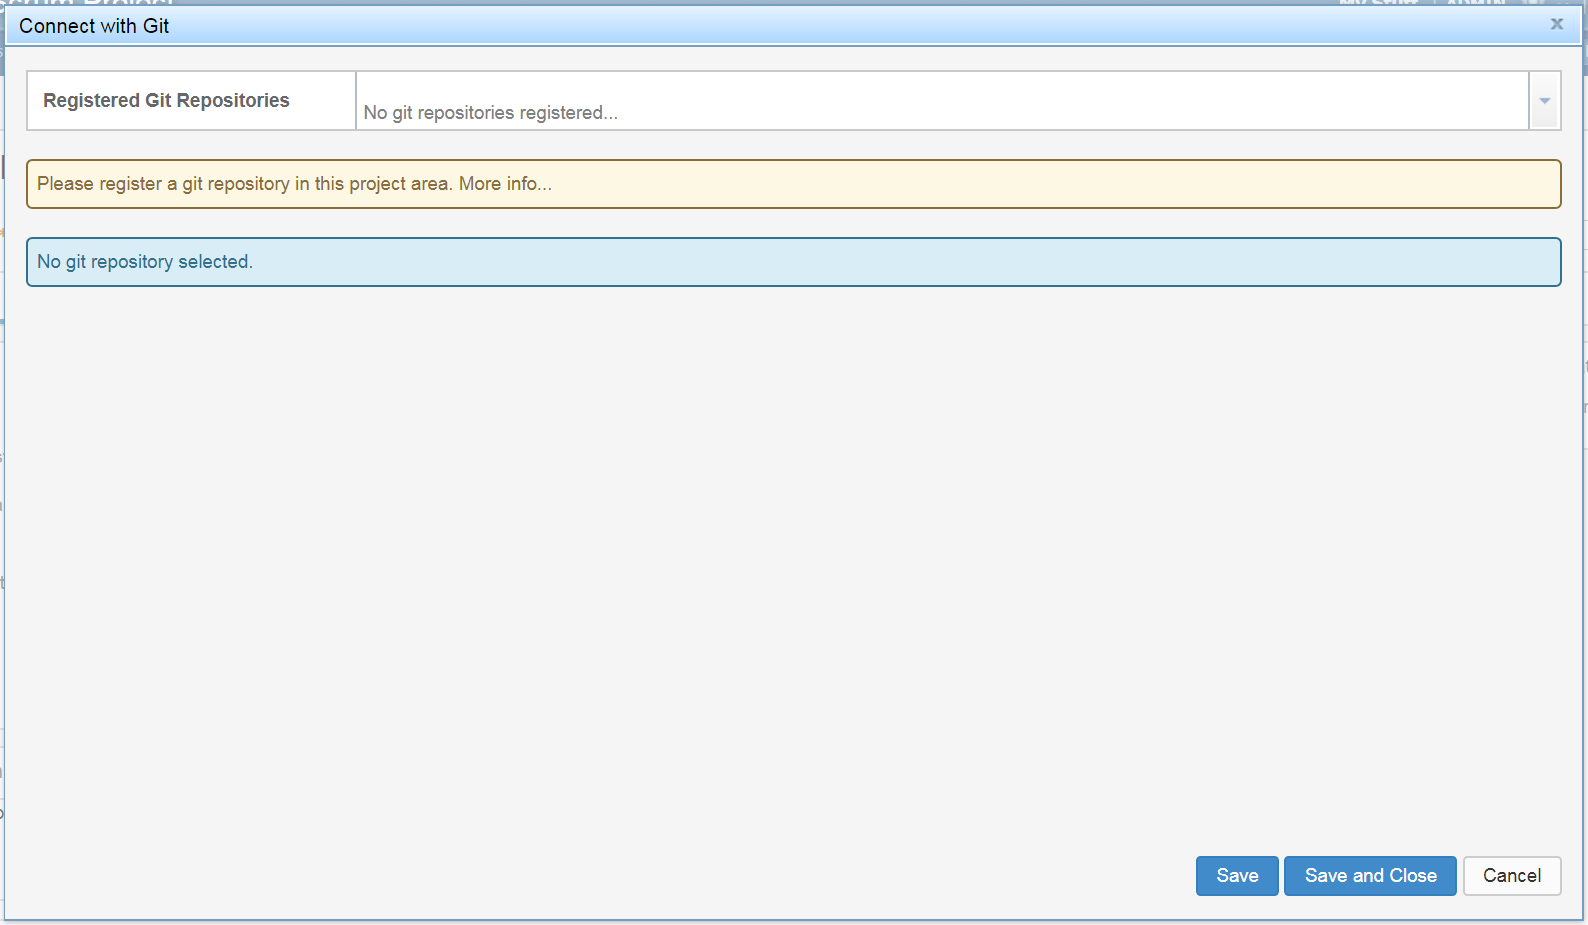 Connect with Git
x
Registered Git Repositories
No git repositories registered...
Please register a git repository in this project area. More info...
No git repository selected.
Save
Save and Close
Cancel